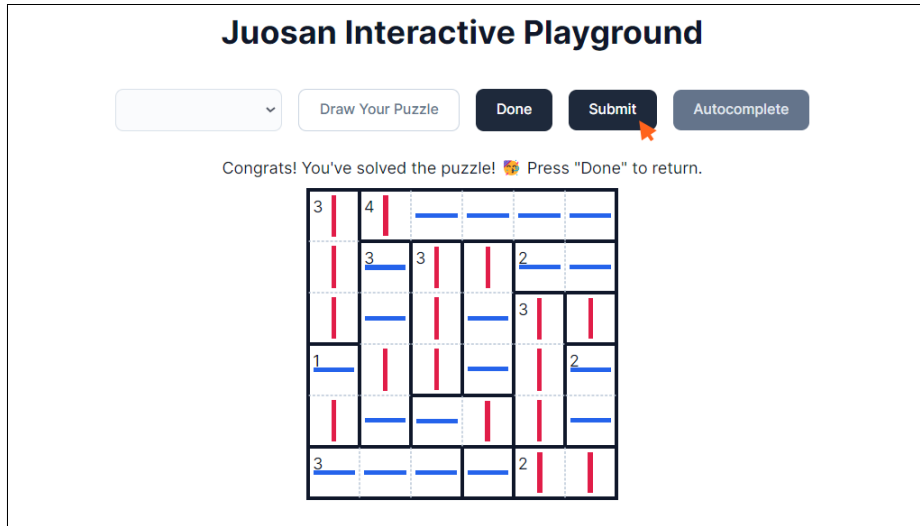 Juosan Interactive Playground
Draw Your Puzzle Done Submit Autocomplete
Congrats! You've solved the puzzle! 🥳 Press "Done" to return.
3 4
3 3 2
3
1 2
3 2